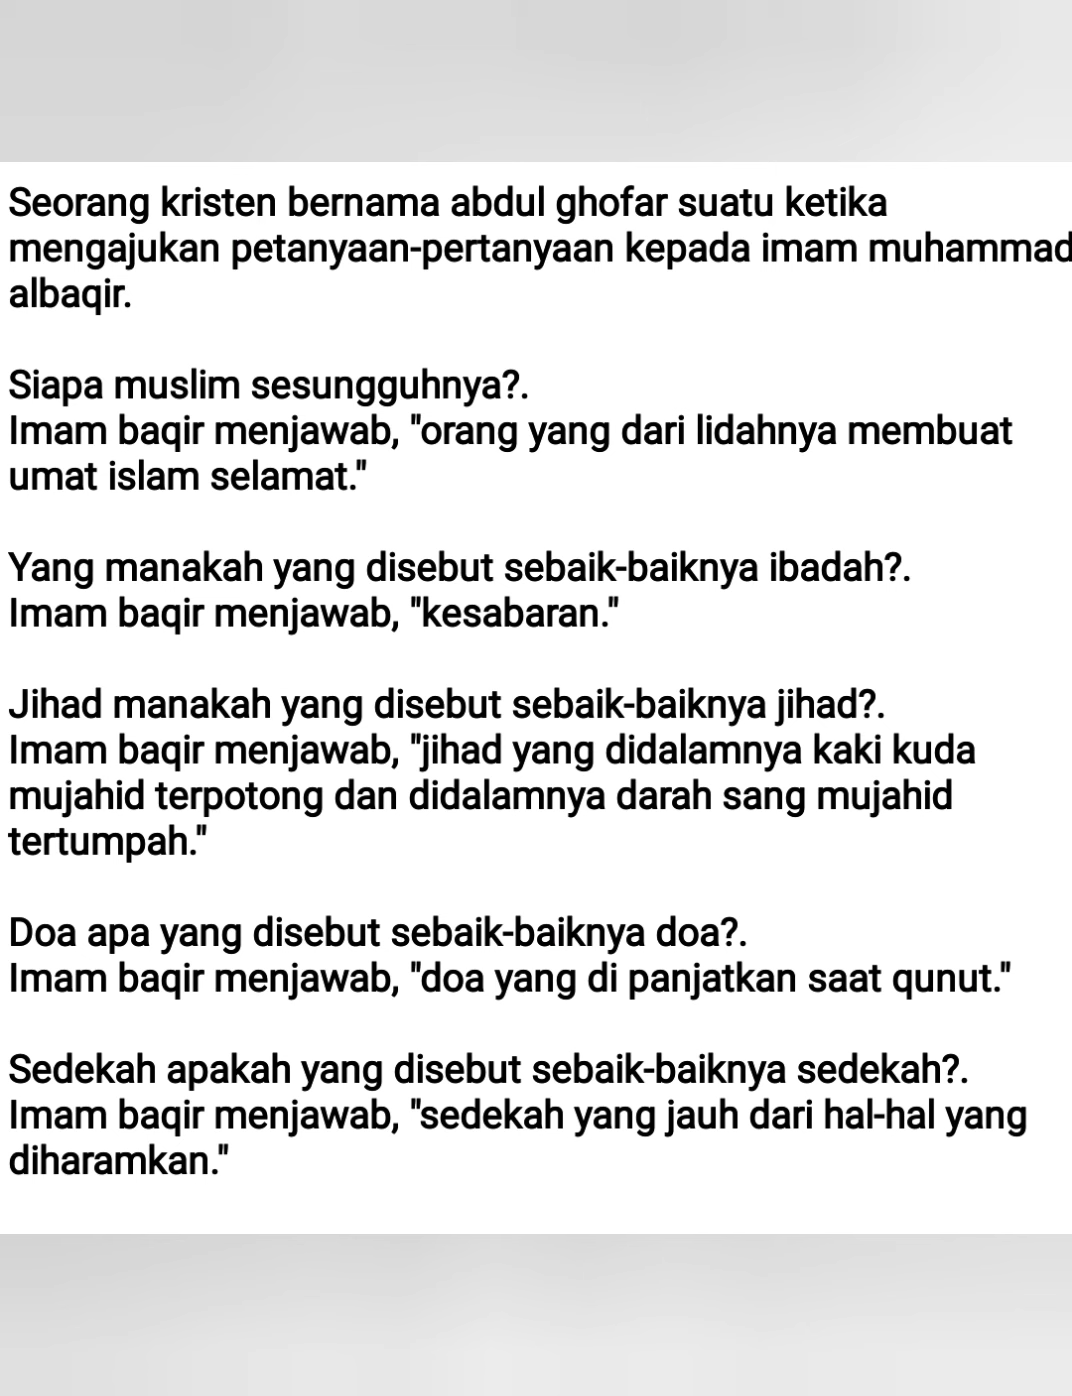 Seorang kristen bernama abdul ghofar suatu ketika
mengajukan petanyaan-pertanyaan kepada imam muhammad
albaqir.
Siapa muslim sesungguhnya?.
Imam baqir menjawab, "orang yang dari lidahnya membuat
umat islam selamat."
Yang manakah yang disebut sebaik-baiknya ibadah?.
Imam baqir menjawab, "kesabaran."
Jihad manakah yang disebut sebaik-baiknya jihad?.
Imam baqir menjawab, "jihad yang didalamnya kaki kuda
mujahid terpotong dan didalamnya darah sang mujahid
tertumpah."
Doa apa yang disebut sebaik-baiknya doa?.
Imam baqir menjawab, "doa yang di panjatkan saat qunut."
Sedekah apakah yang disebut sebaik-baiknya sedekah?.
Imam baqir menjawab, "sedekah yang jauh dari hal-hal yang
diharamkan."